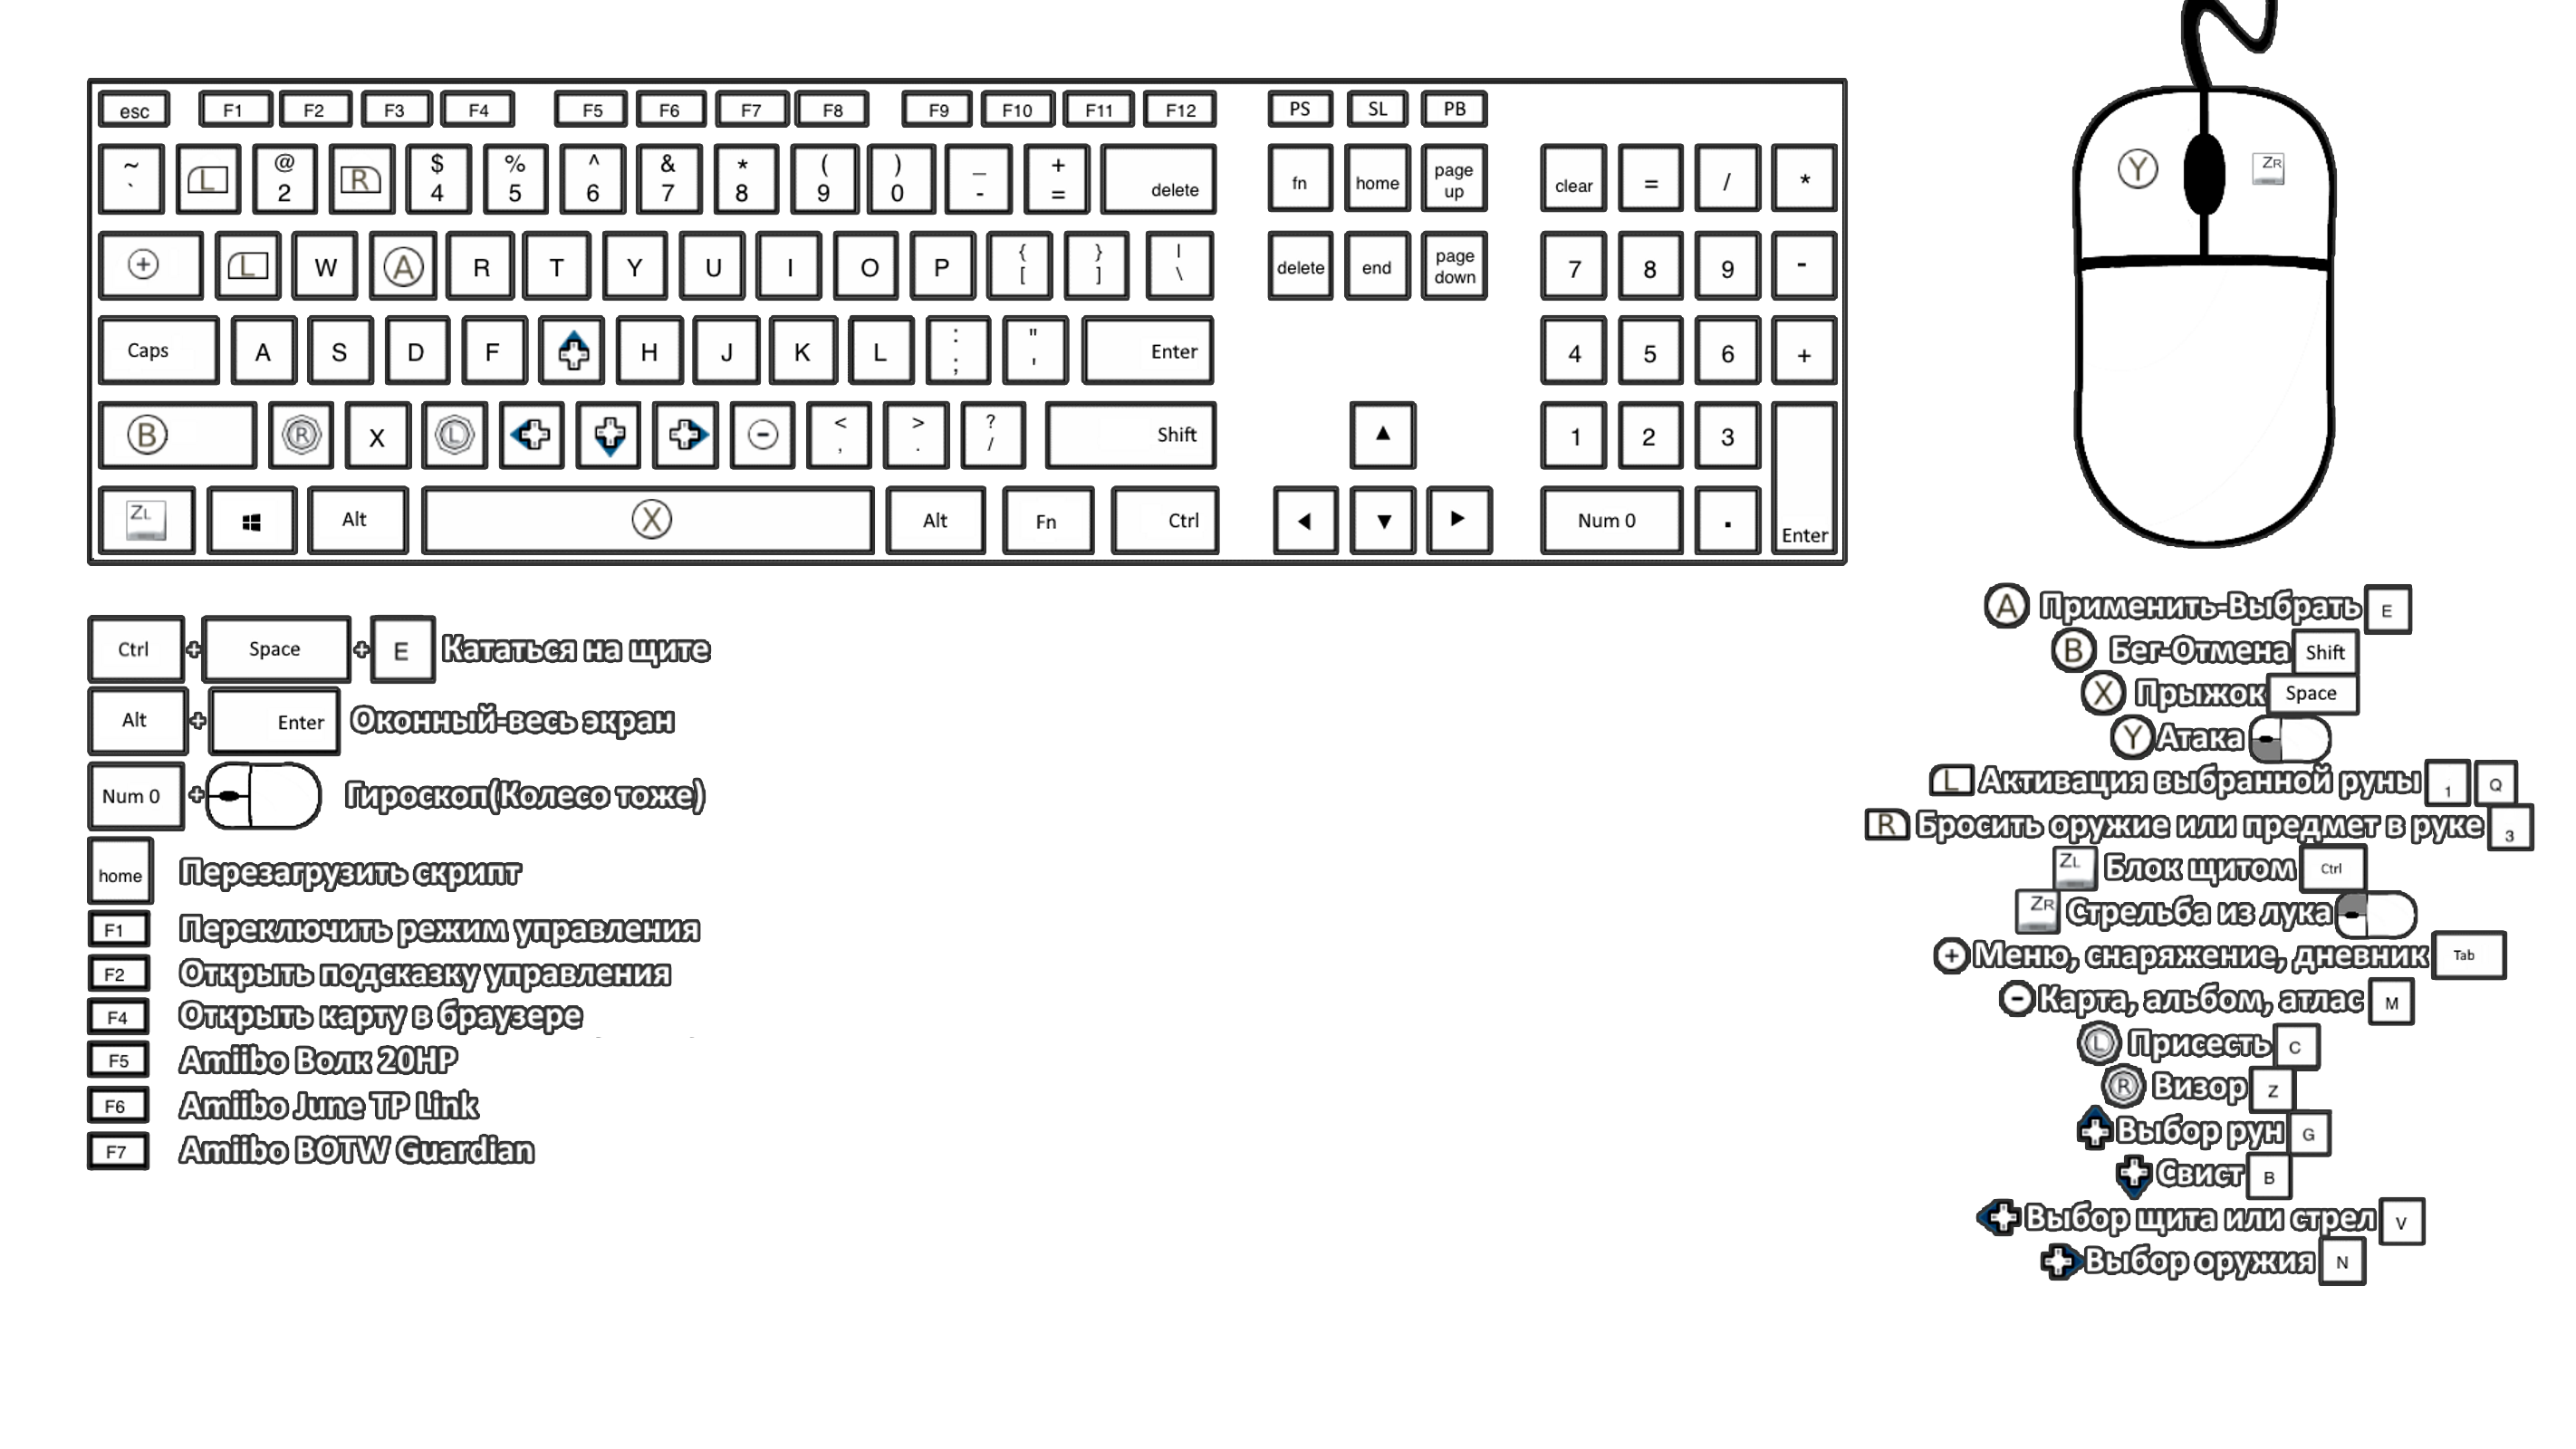 esc F1 F2 F3 F4 F5 F6 F7 F8 F9 F10 F11 F12 PS SL PB
~ ` L @ 2 R $ 4 % 5 ^ 6 & 7 * 8 ( 9 ) 0 _ - + = delete fn home page up clear = / *
+ L W A R T Y U I O P { [ } ] | \ delete end page down 7 8 9 -
Caps A S D F H J K L : ; " ' Enter 4 5 6 +
B R X L - < , > . ? / Shift ▲ 1 2 3 Enter
ZL Alt X Alt Fn Ctrl ◀ ▼ ▶ Num 0 .
Y ZR
Ctrl + Space + E Кататься на щите
Alt + Enter Оконный-весь экран
Num 0 + Гироскоп(Колесо тоже)
home Перезагрузить скрипт
F1 Переключить режим управления
F2 Открыть подсказку управления
F4 Открыть карту в браузере
F5 Amiibo Волк 20HP
F6 Amiibo June TP Link
F7 Amiibo BOTW Guardian
A Применить-Выбрать E
B Бег-Отмена Shift
X Прыжок Space
Y Атака
L Активация выбранной руны 1 Q
R Бросить оружие или предмет в руке 3
ZL Блок щитом Ctrl
ZR Стрельба из лука
+ Меню, снаряжение, дневник Tab
- Карта, альбом, атлас M
L Присесть C
R Визор Z
Выбор рун G
Свист B
Выбор щита или стрел V
Выбор оружия N